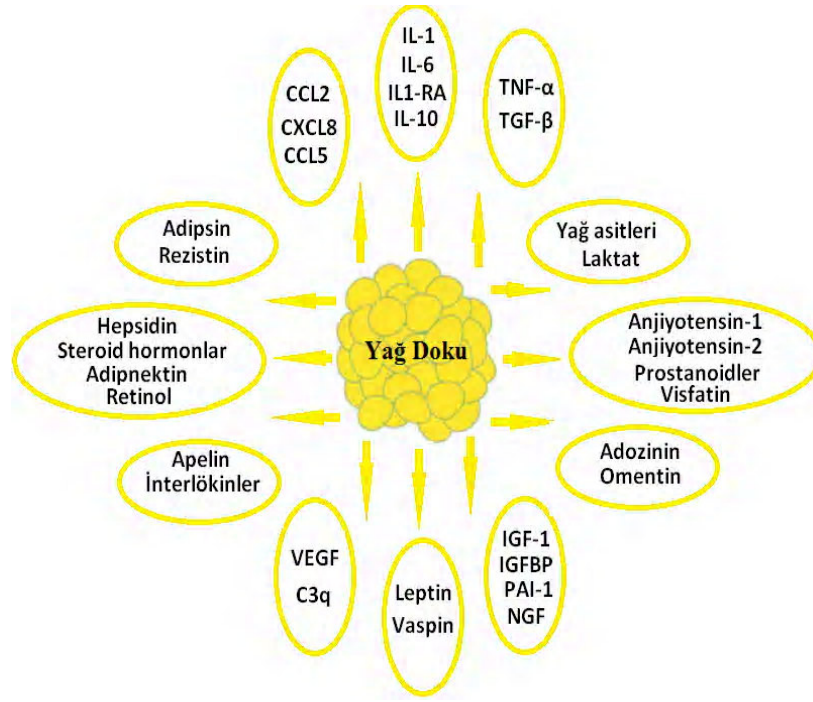 IL-1
IL-6
IL1-RA
IL-10
CCL2
CXCL8
CCL5
TNF-α
TGF-β
Adipsin
Rezistin
Yağ asitleri
Laktat
Hepsidin
Steroid hormonlar
Adipnektin
Retinol
Yağ Doku
Anjiyotensin-1
Anjiyotensin-2
Prostanoidler
Visfatin
Apelin
İnterlökinler
Adozinin
Omentin
VEGF
C3q
Leptin
Vaspin
IGF-1
IGFBP
PAI-1
NGF